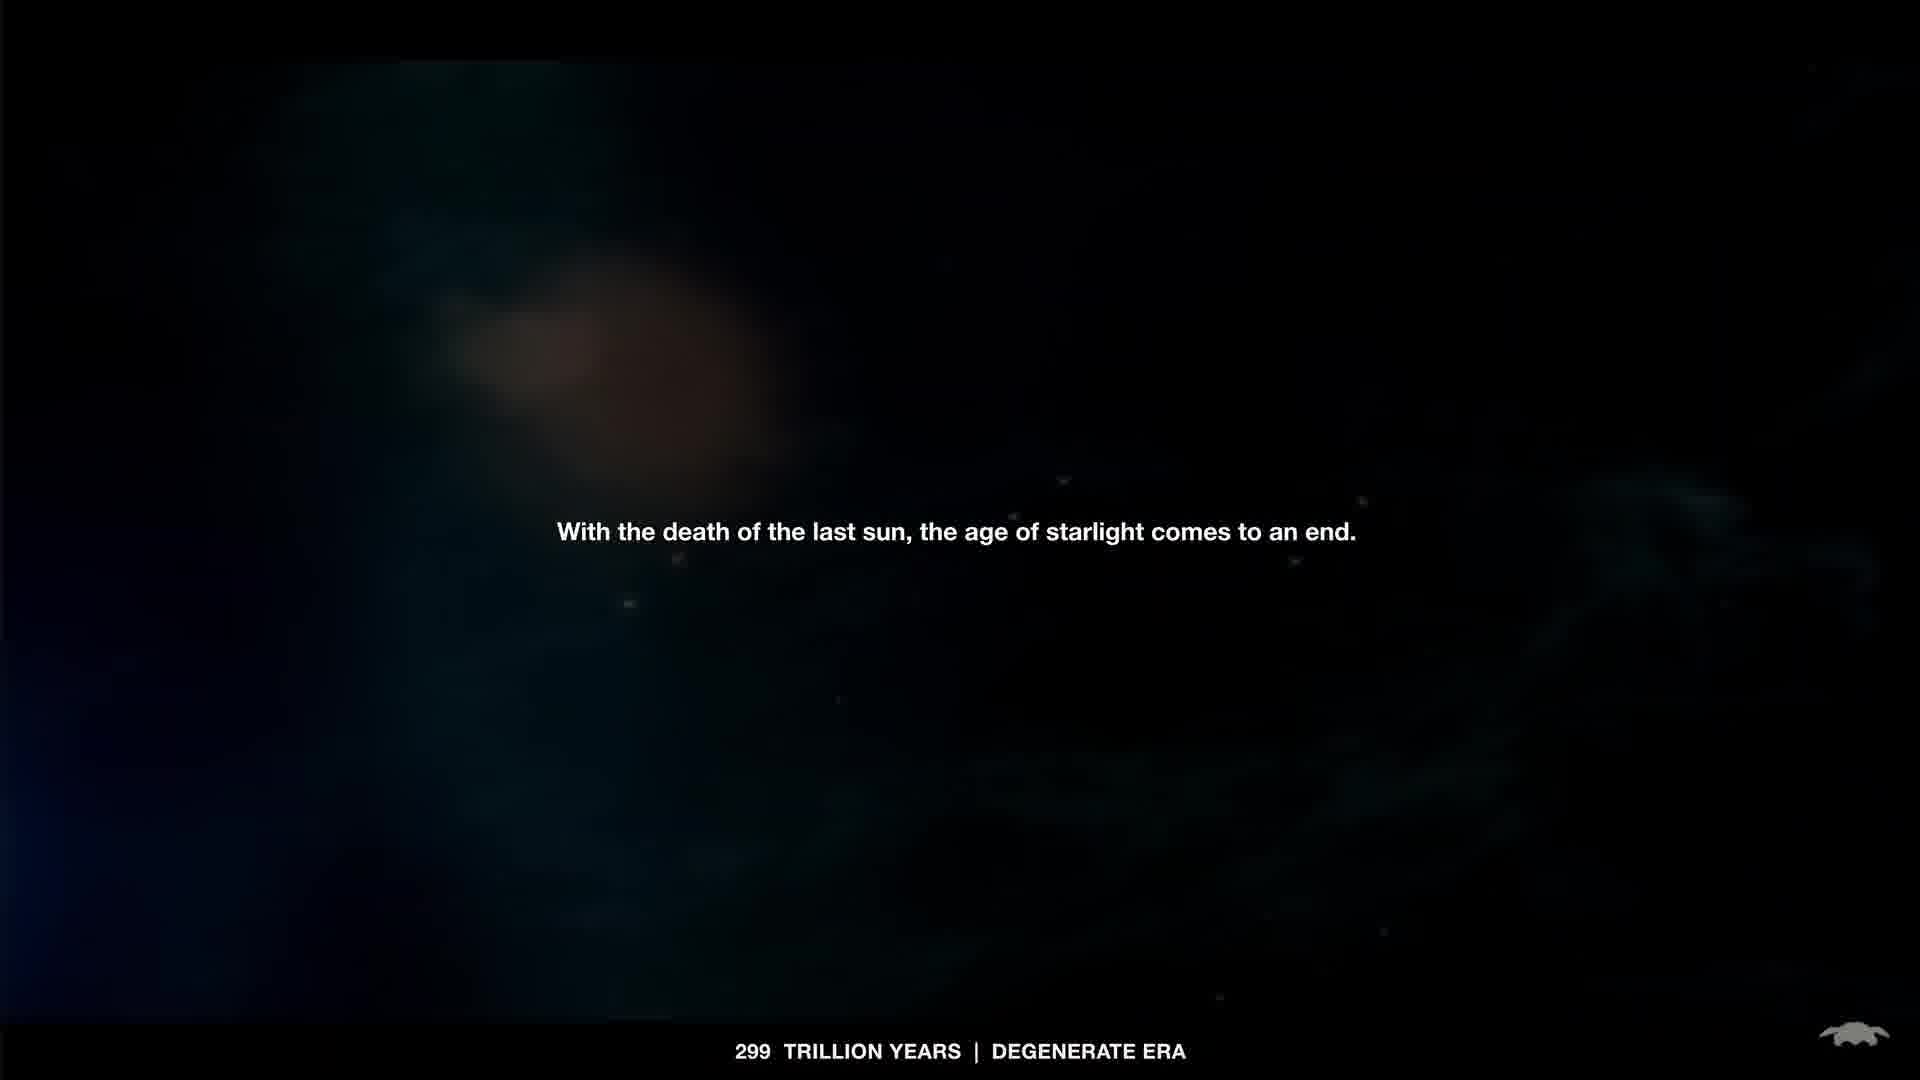 With the death of the last sun, the age of starlight comes to an end.
299 TRILLION YEARS | DEGENERATE ERA